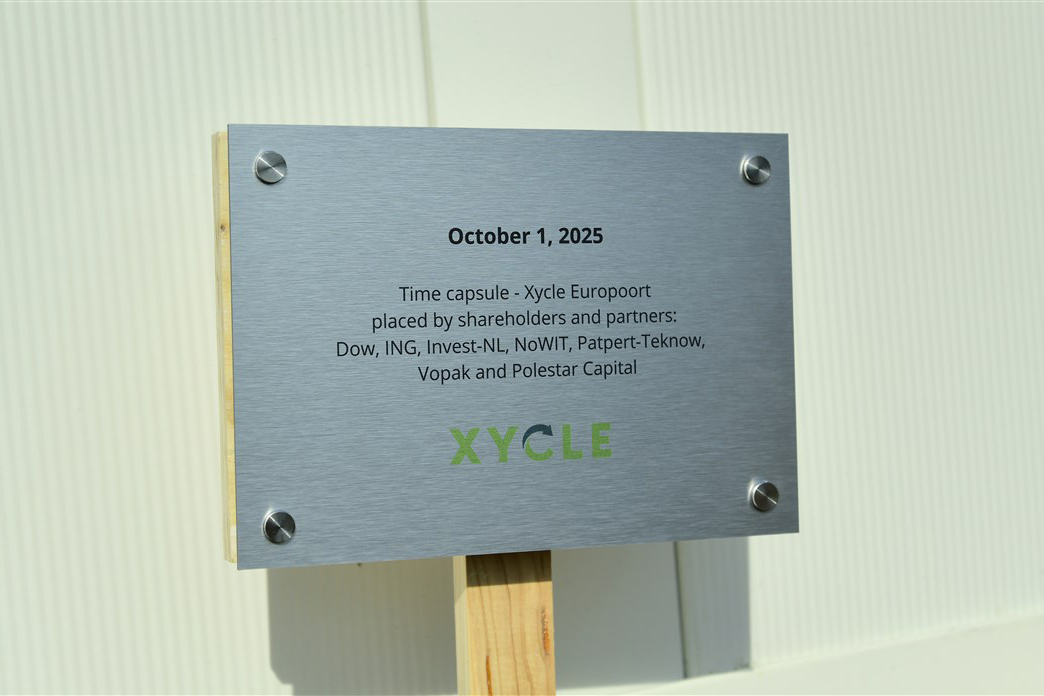 October 1, 2025
Time capsule - Xycle Europoort
placed by shareholders and partners:
Dow, ING, Invest-NL, NoWIT, Patpert-Teknow,
Vopak and Polestar Capital
XYCLE